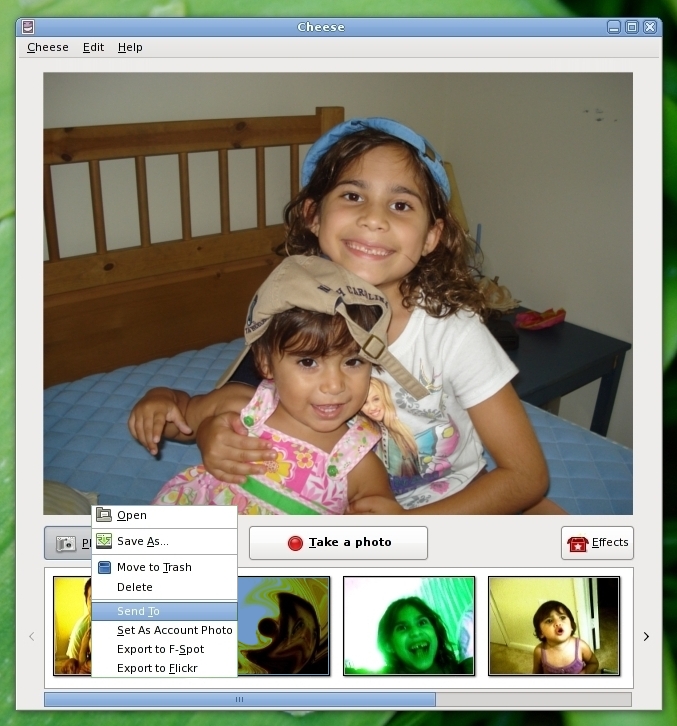 Cheese
Cheese Edit Help
CAROLINA
Open
Save As...
Move to Trash
Delete
Send To
Set As Account Photo
Export to F-Spot
Export to Flickr
Take a photo
Effects